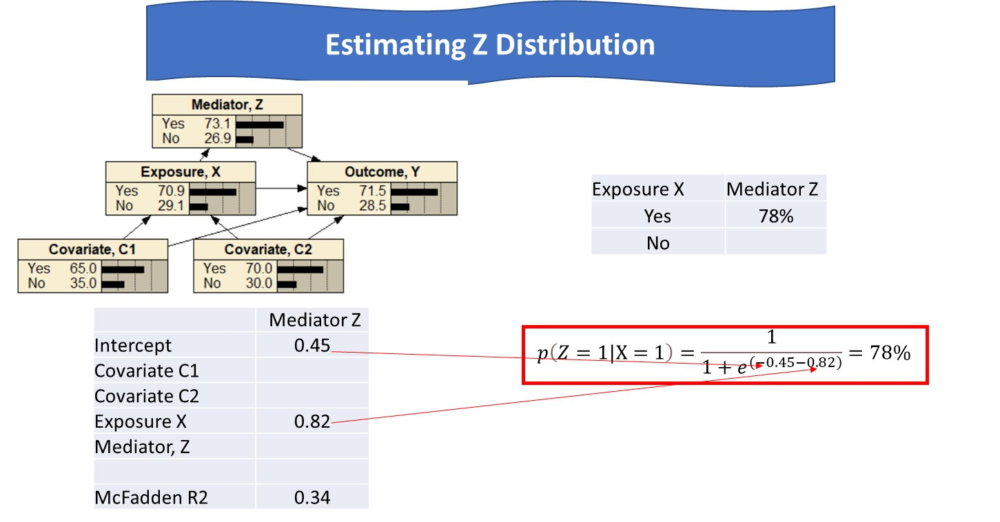 Estimating Z Distribution
Mediator, Z
Yes 73.1
No 26.9
Exposure, X
Yes 70.9
No 29.1
Outcome, Y
Yes 71.5
No 28.5
Covariate, C1
Yes 65.0
No 35.0
Covariate, C2
Yes 70.0
No 30.0
Exposure X Mediator Z
Yes 78%
No
Mediator Z
Intercept 0.45
Covariate C1
Covariate C2
Exposure X 0.82
Mediator, Z
McFadden R2 0.34
p(Z = 1|X = 1) = 1 / 1 + e^(−0.45−0.82) = 78%